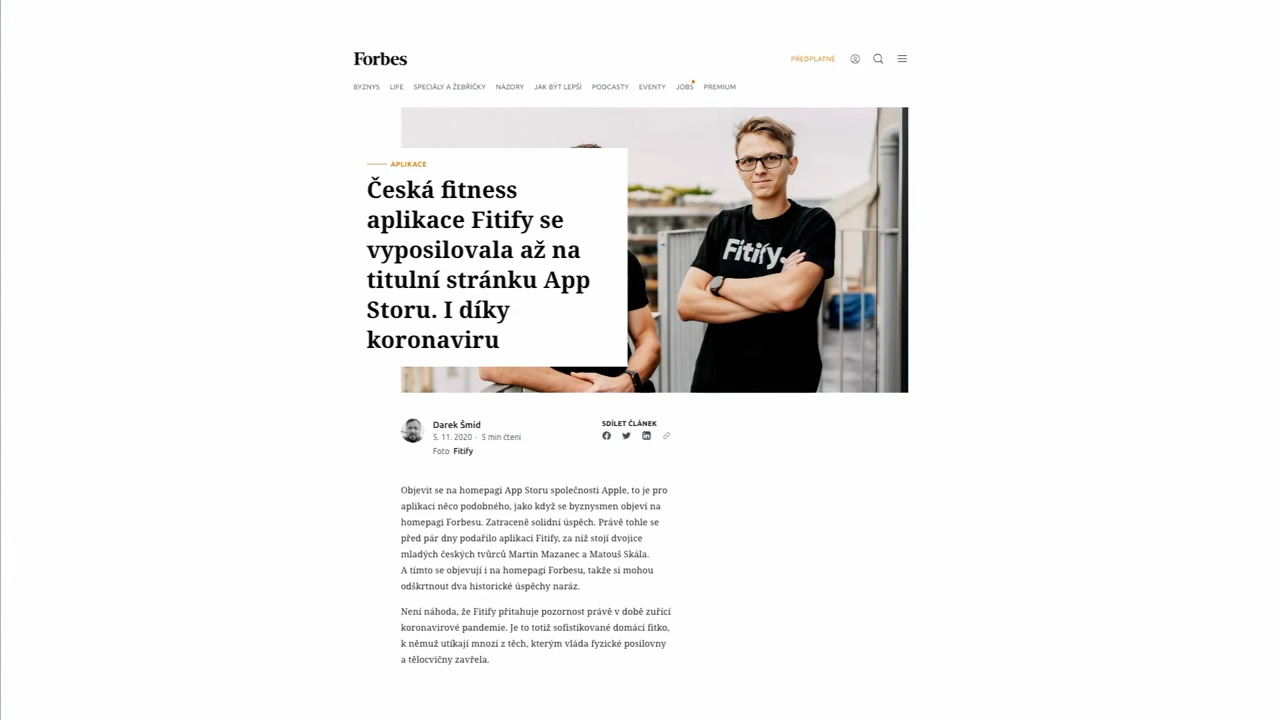 Forbes
PŘEDPLATNÉ
BYZNYS LIFE SPECIÁLY A ŽEBŘÍČKY NÁZORY JAK BÝT LEPŠÍ PODCASTY EVENTY JOBS PREMIUM
APLIKACE
Česká fitness
aplikace Fitify se
vyposilovala až na
titulní stránku App
Storu. I díky
koronaviru
Fitify
Darek Šmíd
5. 11. 2020 · 5 min čtení
Foto Fitify
SDÍLET ČLÁNEK
Objevit se na homepagi App Storu společnosti Apple, to je pro
aplikaci něco podobného, jako když se byznysmen objeví na
homepagi Forbesu. Zatraceně solidní úspěch. Právě tohle se
před pár dny podařilo aplikaci Fitify, za níž stojí dvojice
mladých českých tvůrců Martin Mazanec a Matouš Skála.
A tímto se objevují i na homepagi Forbesu, takže si mohou
odškrtnout dva historické úspěchy naráz.
Není náhoda, že Fitify přitahuje pozornost právě v době zuřící
koronavirové pandemie. Je to totiž sofistikované domácí fitko,
k němuž utíkají mnozí z těch, kterým vláda fyzické posilovny
a tělocvičny zavřela.